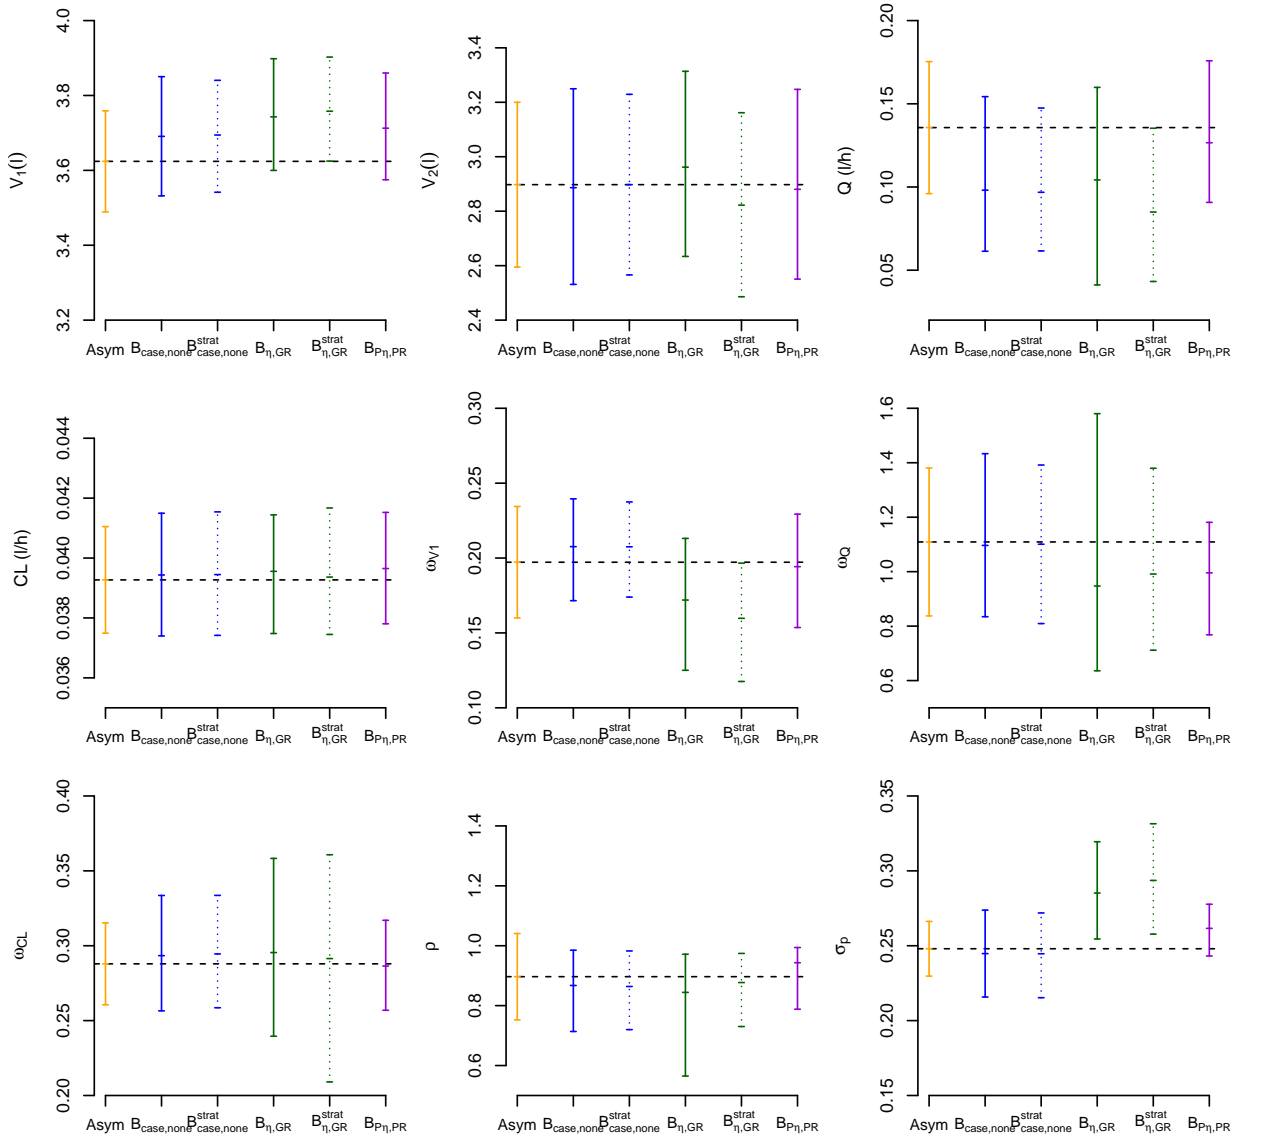 V1(l)
4.0
3.8
3.6
3.4
3.2
Asym Bcase,none Bstratcase,none Bη,GR Bstratη,GR BPη,PR
V2(l)
3.4
3.2
3.0
2.8
2.6
2.4
Asym Bcase,none Bstratcase,none Bη,GR Bstratη,GR BPη,PR
Q (l/h)
0.20
0.15
0.10
0.05
Asym Bcase,none Bstratcase,none Bη,GR Bstratη,GR BPη,PR
CL (l/h)
0.044
0.042
0.040
0.038
0.036
Asym Bcase,none Bstratcase,none Bη,GR Bstratη,GR BPη,PR
ωV1
0.30
0.25
0.20
0.15
0.10
Asym Bcase,none Bstratcase,none Bη,GR Bstratη,GR BPη,PR
ωQ
1.6
1.4
1.2
1.0
0.8
0.6
Asym Bcase,none Bstratcase,none Bη,GR Bstratη,GR BPη,PR
ωCL
0.40
0.35
0.30
0.25
0.20
Asym Bcase,none Bstratcase,none Bη,GR Bstratη,GR BPη,PR
ρ
1.4
1.2
1.0
0.8
0.6
Asym Bcase,none Bstratcase,none Bη,GR Bstratη,GR BPη,PR
σp
0.35
0.30
0.25
0.20
0.15
Asym Bcase,none Bstratcase,none Bη,GR Bstratη,GR BPη,PR